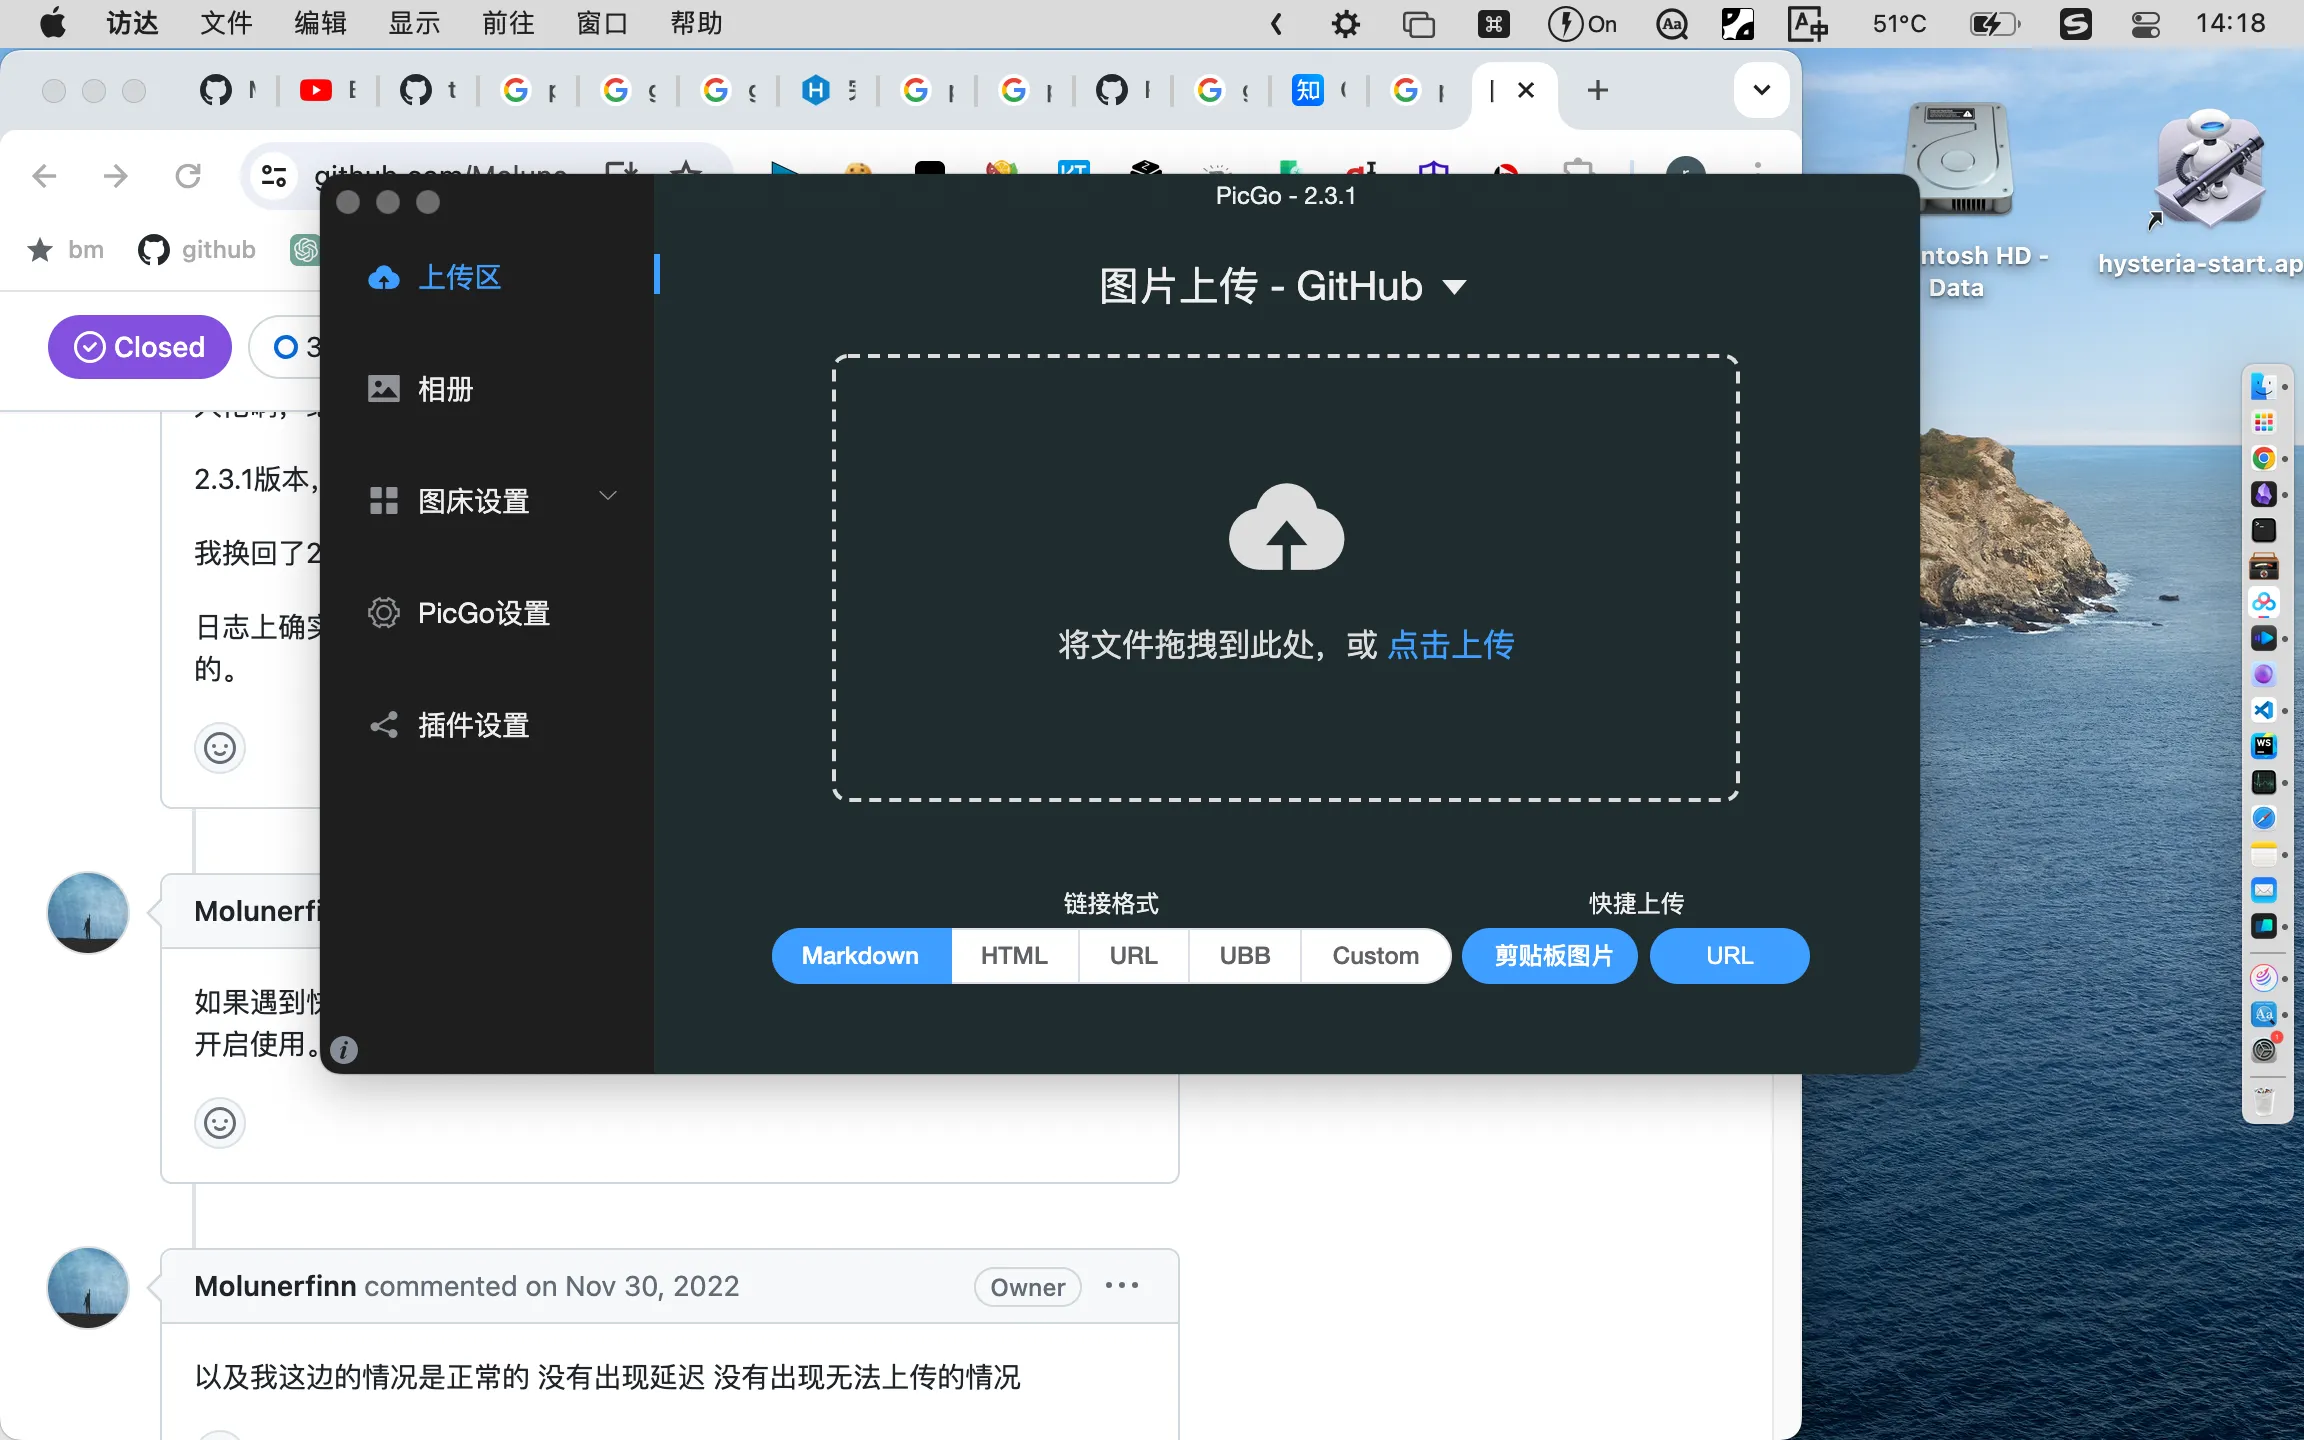 访达 文件 编辑 显示 前往 窗口 帮助 On 51°C 14:18
bm github
PicGo - 2.3.1
ntosh HD - Data
hysteria-start.ap
Closed 3
上传区
相册
图床设置
PicGo设置
插件设置
图片上传 - GitHub
将文件拖拽到此处，或 点击上传
链接格式 快捷上传
Markdown HTML URL UBB Custom 剪贴板图片 URL
2.3.1版本，
我换回了2
日志上确实
的。
Molunerfi
如果遇到快
开启使用。
Molunerfinn commented on Nov 30, 2022 Owner
以及我这边的情况是正常的 没有出现延迟 没有出现无法上传的情况